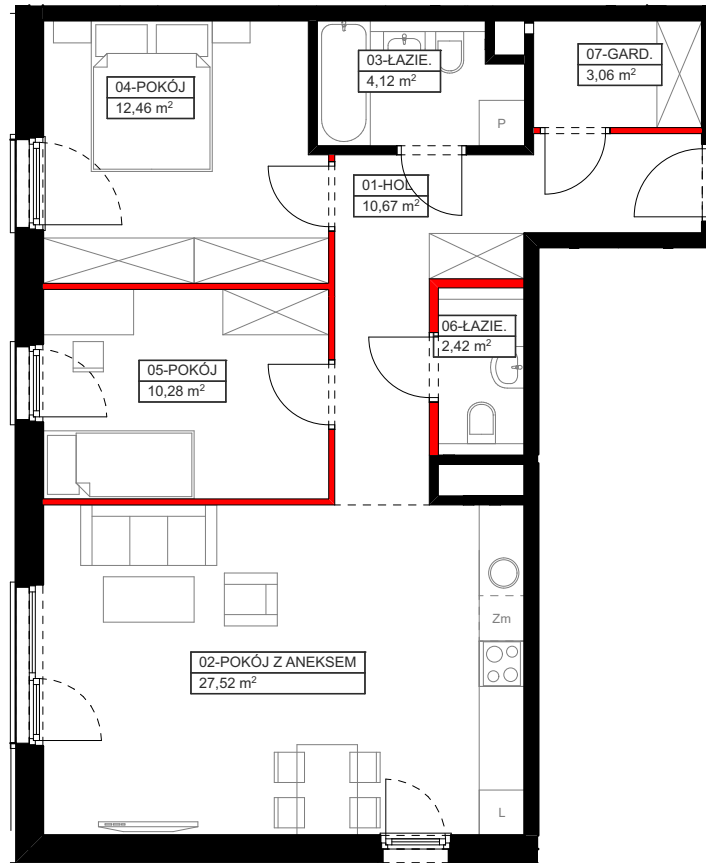 03-ŁAZIE.
4,12 m²
07-GARD.
3,06 m²
04-POKÓJ
12,46 m²
P
01-HOL
10,67 m²
06-ŁAZIE.
2,42 m²
05-POKÓJ
10,28 m²
Zm
02-POKÓJ Z ANEKSEM
27,52 m²
L